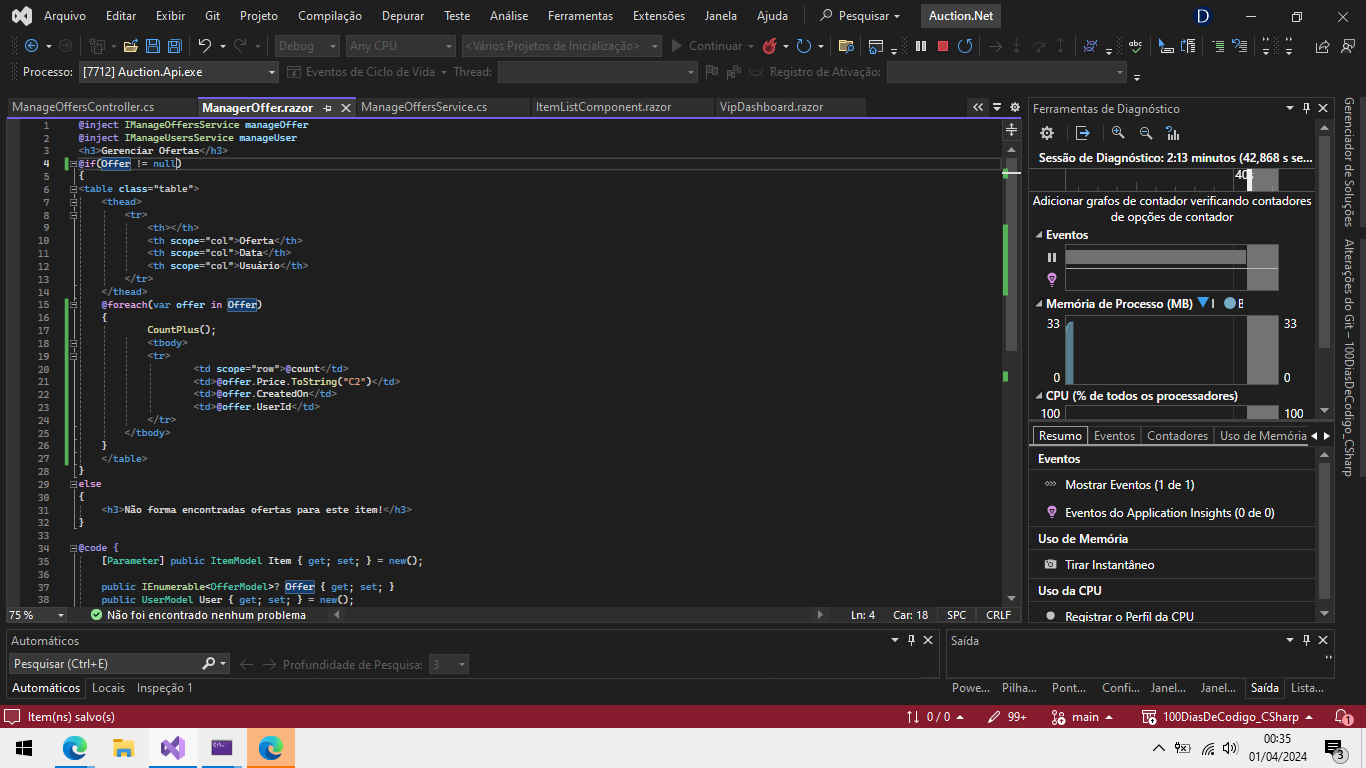 Arquivo Editar Exibir Git Projeto Compilação Depurar Teste Análise Ferramentas Extensões Janela Ajuda Pesquisar Auction.Net D
Debug Any CPU <Vários Projetos de Inicialização> Continuar
Processo: [7712] Auction.Api.exe Eventos de Ciclo de Vida Thread: Registro de Ativação:
ManageOffersController.cs ManagerOffer.razor ManageOffersService.cs ItemListComponent.razor VipDashboard.razor
1 @inject IManageOffersService manageOffer
2 @inject IManageUsersService manageUser
3 <h3>Gerenciar Ofertas</h3>
4 @if(Offer != null)
5 {
6 <table class="table">
7 <thead>
8 <tr>
9 <th></th>
10 <th scope="col">Oferta</th>
11 <th scope="col">Data</th>
12 <th scope="col">Usuário</th>
13 </tr>
14 </thead>
15 @foreach(var offer in Offer)
16 {
17 CountPlus();
18 <tbody>
19 <tr>
20 <td scope="row">@count</td>
21 <td>@offer.Price.ToString("C2")</td>
22 <td>@offer.CreatedOn</td>
23 <td>@offer.UserId</td>
24 </tr>
25 </tbody>
26 }
27 </table>
28 }
29 else
30 {
31 <h3>Não forma encontradas ofertas para este item!</h3>
32 }
33
34 @code {
35 [Parameter] public ItemModel Item { get; set; } = new();
36
37 public IEnumerable<OfferModel>? Offer { get; set; }
38 public UserModel User { get; set; } = new();
75 % Não foi encontrado nenhum problema Ln: 4 Car: 18 SPC CRLF
Ferramentas de Diagnóstico
Sessão de Diagnóstico: 2:13 minutos (42,868 s se...
40s
Adicionar grafos de contador verificando contadores
de opções de contador
Eventos
Memória de Processo (MB) B
33 33
0 0
CPU (% de todos os processadores)
100 100
Resumo Eventos Contadores Uso de Memória
Eventos
Mostrar Eventos (1 de 1)
Eventos do Application Insights (0 de 0)
Uso de Memória
Tirar Instantâneo
Uso da CPU
Registrar o Perfil da CPU
Gerenciador de Soluções
Alterações do Git – 100DiasDeCodigo_CSharp
Automáticos
Pesquisar (Ctrl+E) Profundidade de Pesquisa: 3
Automáticos Locais Inspeção 1
Saída
Powe... Pilha... Pont... Confi... Janel... Janel... Saída Lista...
Item(ns) salvo(s) 0 / 0 99+ main 100DiasDeCodigo_CSharp 1
00:35
01/04/2024
3